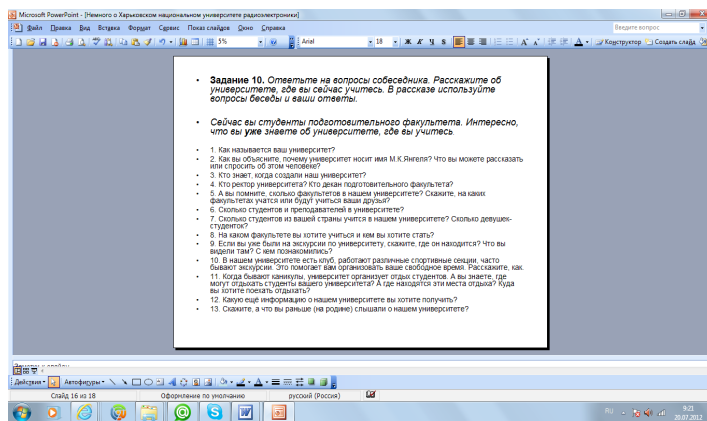 Microsoft PowerPoint - [Немного о Харьковском национальном университете радиоэлектроники]
Файл Правка Вид Вставка Формат Сервис Показ слайдов Окно Справка
Введите вопрос
5% Arial 18 Ж К Ч S Конструктор Создать слайд
Задание 10. Ответьте на вопросы собеседника. Расскажите об
университете, где вы сейчас учитесь. В рассказе используйте
вопросы беседы и ваши ответы.
Сейчас вы студенты подготовительного факультета. Интересно,
что вы уже знаете об университете, где вы учитесь.
1. Как называется ваш университет?
2. Как вы объясните, почему университет носит имя М.К.Янгеля? Что вы можете рассказать
или спросить об этом человеке?
3. Кто знает, когда создали наш университет?
4. Кто ректор университета? Кто декан подготовительного факультета?
5. А вы помните, сколько факультетов в нашем университете? Скажите, на каких
факультетах учатся или будут учиться ваши друзья?
6. Сколько студентов и преподавателей в университете?
7. Сколько студентов из вашей страны учится в нашем университете? Сколько девушек-
студенток?
8. На каком факультете вы хотите учиться и кем вы хотите стать?
9. Если вы уже были на экскурсии по университету, скажите, где он находится? Что вы
видели там? С кем познакомились?
10. В нашем университете есть клуб, работают различные спортивные секции, часто
бывают экскурсии. Это помогает вам организовать ваше свободное время. Расскажите, как.
11. Когда бывают каникулы, университет организует отдых студентов. А вы знаете, где
могут отдыхать студенты вашего университета? А где находятся эти места отдыха? Куда
вы хотите поехать отдыхать?
12. Какую ещё информацию о нашем университете вы хотите получить?
13. Скажите, а что вы раньше (на родине) слышали о нашем университете?
Действия Автофигуры
Слайд 16 из 18 Оформление по умолчанию русский (Россия)
RU 9:21
20.07.2012